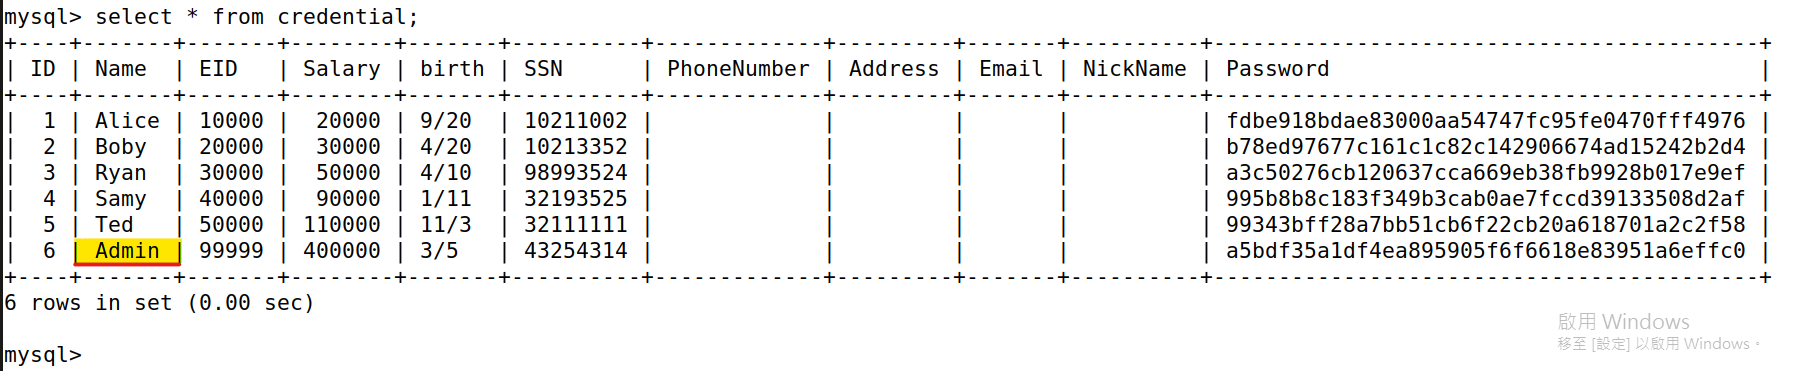 mysql> select * from credential;
+----+-------+-------+--------+-------+----------+-------------+---------+-------+----------+------------------------------------------+
| ID | Name  | EID   | Salary | birth | SSN      | PhoneNumber | Address | Email | NickName | Password                                 |
+----+-------+-------+--------+-------+----------+-------------+---------+-------+----------+------------------------------------------+
|  1 | Alice | 10000 |  20000 | 9/20  | 10211002 |             |         |       |          | fdbe918bdae83000aa54747fc95fe0470fff4976 |
|  2 | Boby  | 20000 |  30000 | 4/20  | 10213352 |             |         |       |          | b78ed97677c161c1c82c142906674ad15242b2d4 |
|  3 | Ryan  | 30000 |  50000 | 4/10  | 98993524 |             |         |       |          | a3c50276cb120637cca669eb38fb9928b017e9ef |
|  4 | Samy  | 40000 |  90000 | 1/11  | 32193525 |             |         |       |          | 995b8b8c183f349b3cab0ae7fccd39133508d2af |
|  5 | Ted   | 50000 | 110000 | 11/3  | 32111111 |             |         |       |          | 99343bff28a7bb51cb6f22cb20a618701a2c2f58 |
|  6 | Admin | 99999 | 400000 | 3/5   | 43254314 |             |         |       |          | a5bdf35a1df4ea895905f6f6618e83951a6effc0 |
+----+-------+-------+--------+-------+----------+-------------+---------+-------+----------+------------------------------------------+
6 rows in set (0.00 sec)
mysql>
啟用 Windows
移至 [設定] 以啟用 Windows。